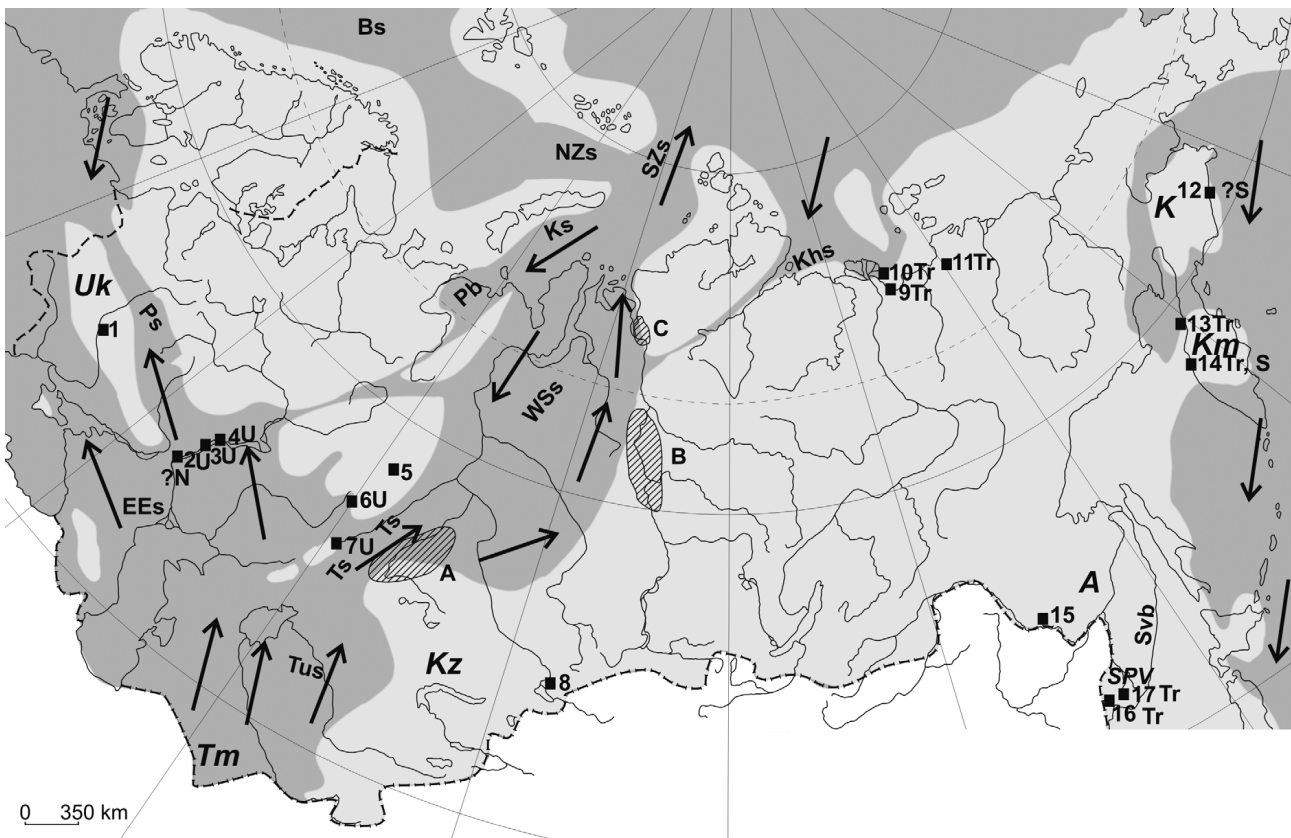 Bs
NZs
SZs
K
12 ?S
Ks
Khs
Uk
Pb
10Tr
11Tr
9Tr
Ps
1
C
13Tr
Km
14Tr, S
WSs
4U
3U
2U
?N
B
5
6U
EEs
Ts
7U
Ts
A
A
15
Svb
Tus
Kz
8
SPV
17 Tr
16 Tr
Tm
0 350 km